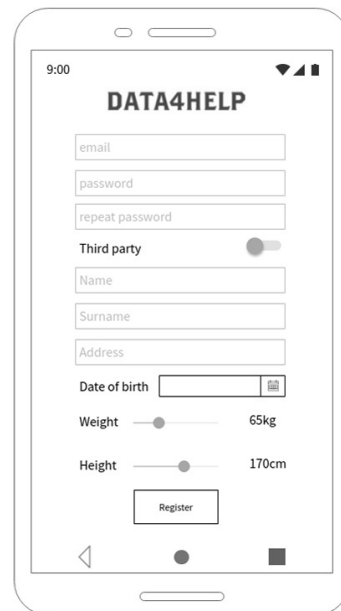 9:00
DATA4HELP
email
password
repeat password
Third party
Name
Surname
Address
Date of birth
Weight 65kg
Height 170cm
Register